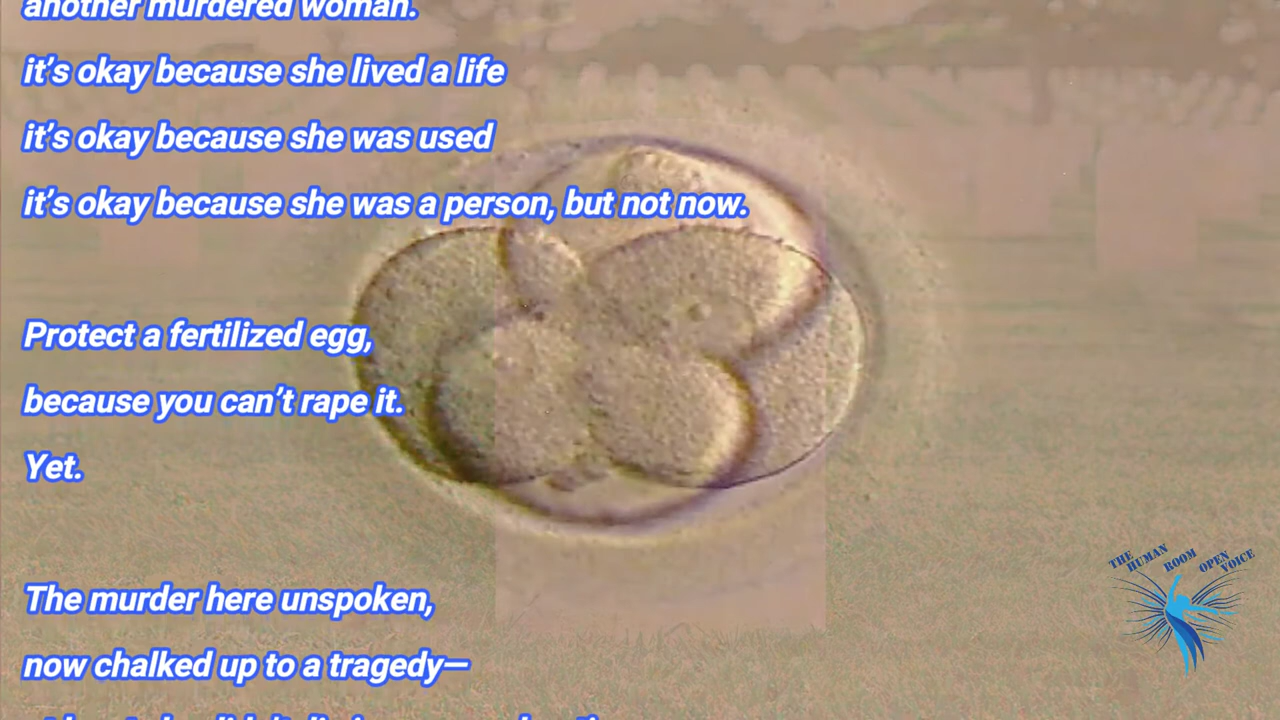 another murdered woman.
it's okay because she lived a life
it's okay because she was used
it's okay because she was a person, but not now.
Protect a fertilized egg,
because you can't rape it.
Yet.
The murder here unspoken,
now chalked up to a tragedy—
THE HUMAN ROOM OPEN VOICE